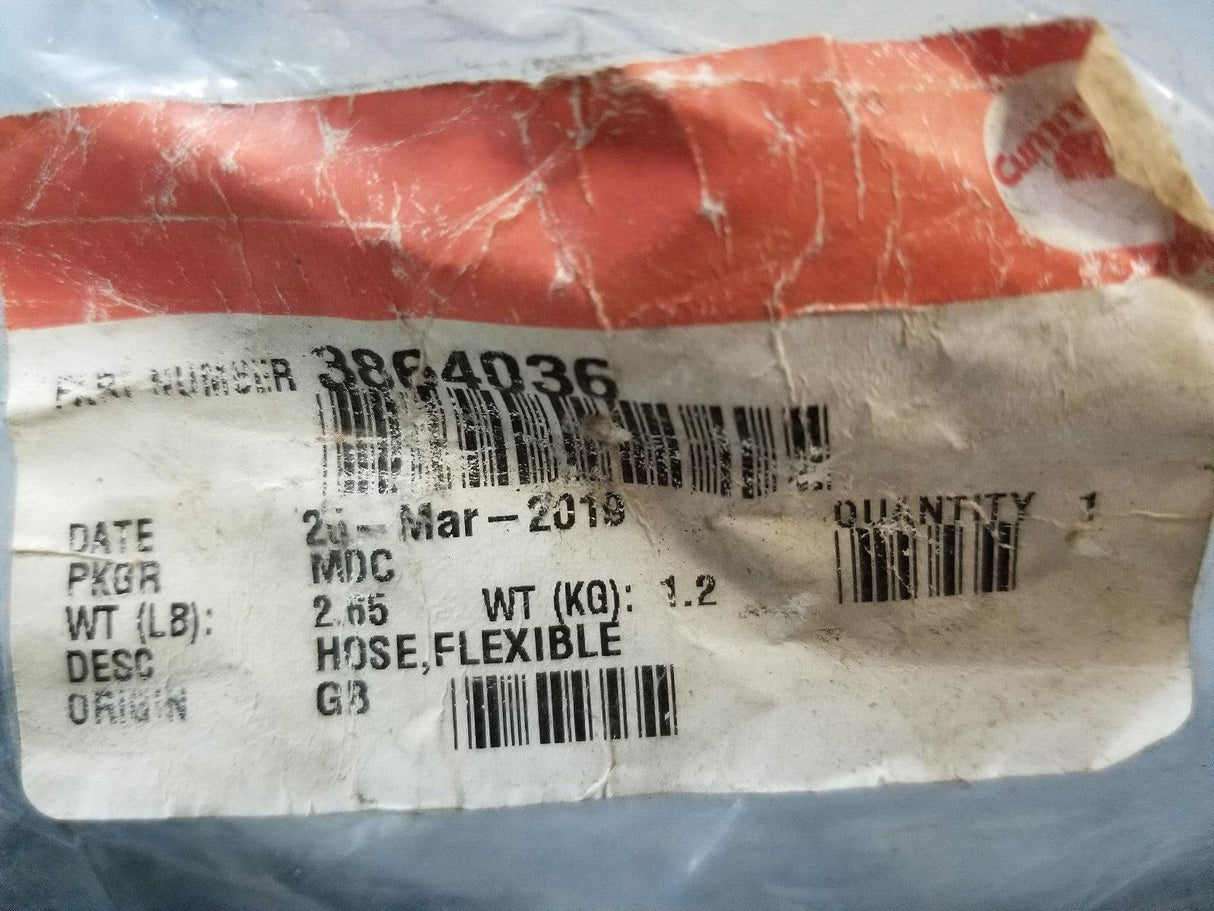 Cummins
PART NUMBER 3864036
DATE Mar-2019
QUANTITY 1
PKGR MDC
WT (LB): 2.65 WT (KG): 1.2
DESC HOSE,FLEXIBLE
ORIGIN GB